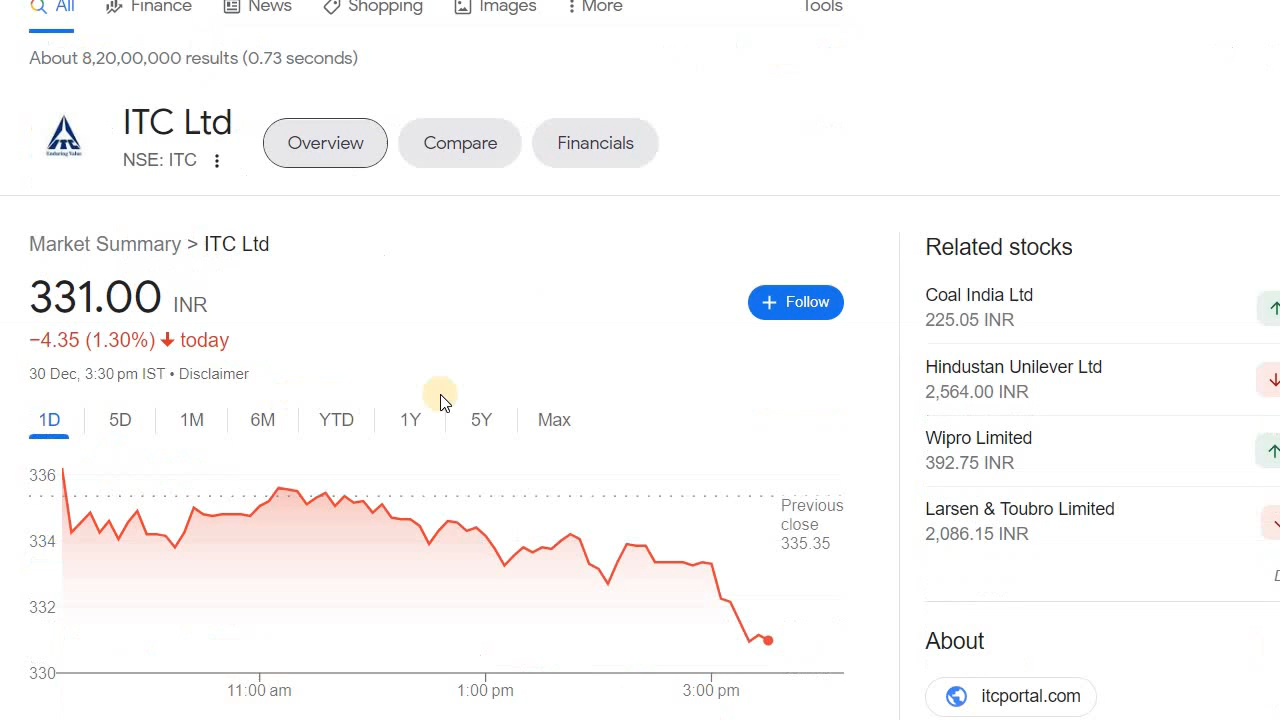 All Finance News Shopping Images More Tools
About 8,20,00,000 results (0.73 seconds)
ITC Ltd
NSE: ITC
Enduring Value
Overview Compare Financials
Market Summary > ITC Ltd
331.00 INR
+ Follow
−4.35 (1.30%) today
30 Dec, 3:30 pm IST • Disclaimer
1D 5D 1M 6M YTD 1Y 5Y Max
336
334
332
330
Previous
close
335.35
11:00 am 1:00 pm 3:00 pm
Related stocks
Coal India Ltd
225.05 INR
Hindustan Unilever Ltd
2,564.00 INR
Wipro Limited
392.75 INR
Larsen & Toubro Limited
2,086.15 INR
About
itcportal.com